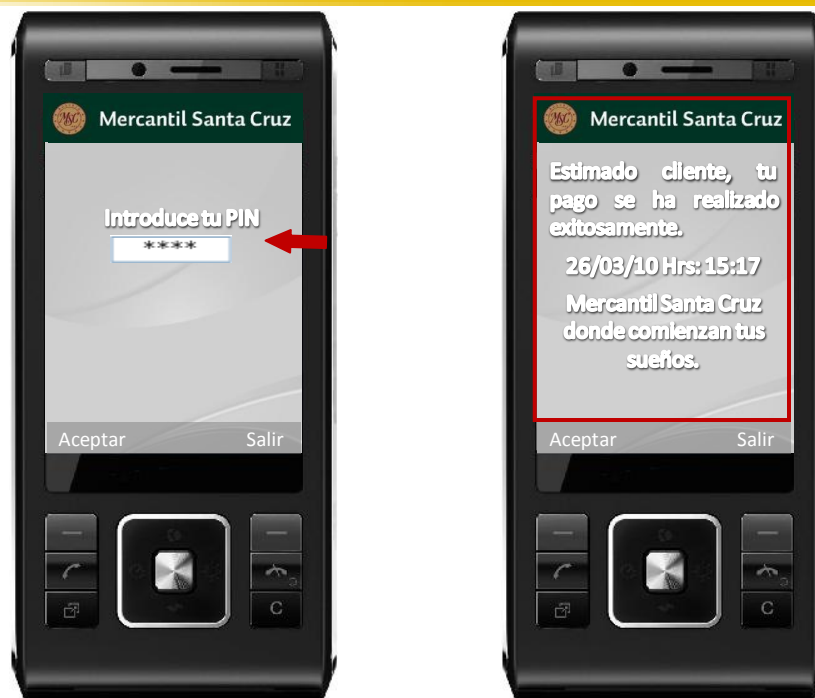 Mercantil Santa Cruz
Introduce tu PIN
****
Aceptar Salir
C
Mercantil Santa Cruz
Estimado cliente, tu
pago se ha realizado
exitosamente.
26/03/10 Hrs: 15:17
Mercantil Santa Cruz
donde comienzan tus
sueños.
Aceptar Salir
C